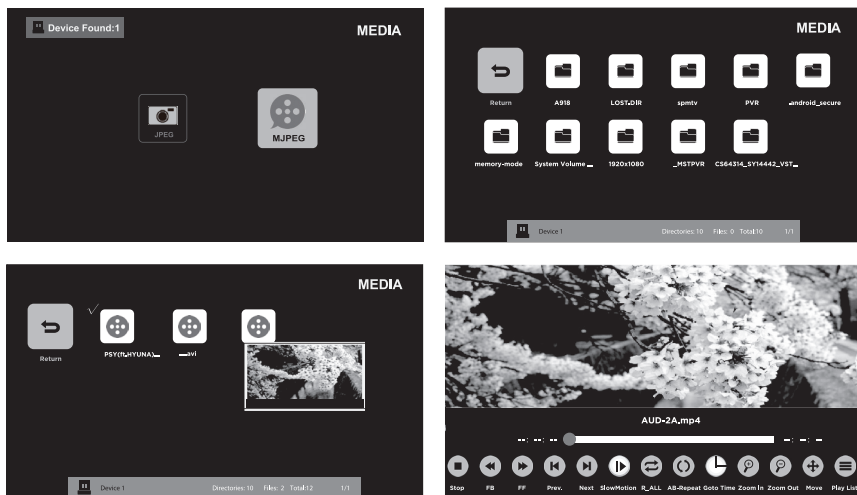 Device Found:1
MEDIA
JPEG
MJPEG
MEDIA
Return
A918
LOST.DIR
spmtv
PVR
.android_secure
memory-mode
System Volume _
1920x1080
_MSTPVR
CS64314_SY14442_VST_
Device 1
Directories: 10 Files: 0 Total:10 1/1
MEDIA
Return
PSY(ft.HYUNA)_
_avi
Device 1
Directories: 10 Files: 2 Total:12 1/1
AUD-2A.mp4
--: --: --
-: -: -
Stop
FB
FF
Prev.
Next
SlowMotion
R_ALL
AB-Repeat
Goto Time
Zoom In
Zoom Out
Move
Play List